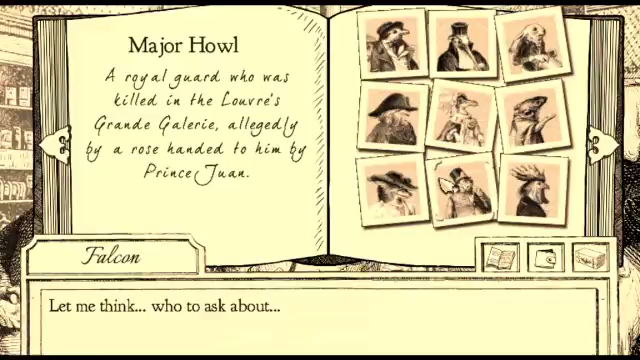 Major Howl
A royal guard who was
killed in the Louvre's
Grande Galerie, allegedly
by a rose handed to him by
Prince Juan.
Falcon
Let me think... who to ask about...